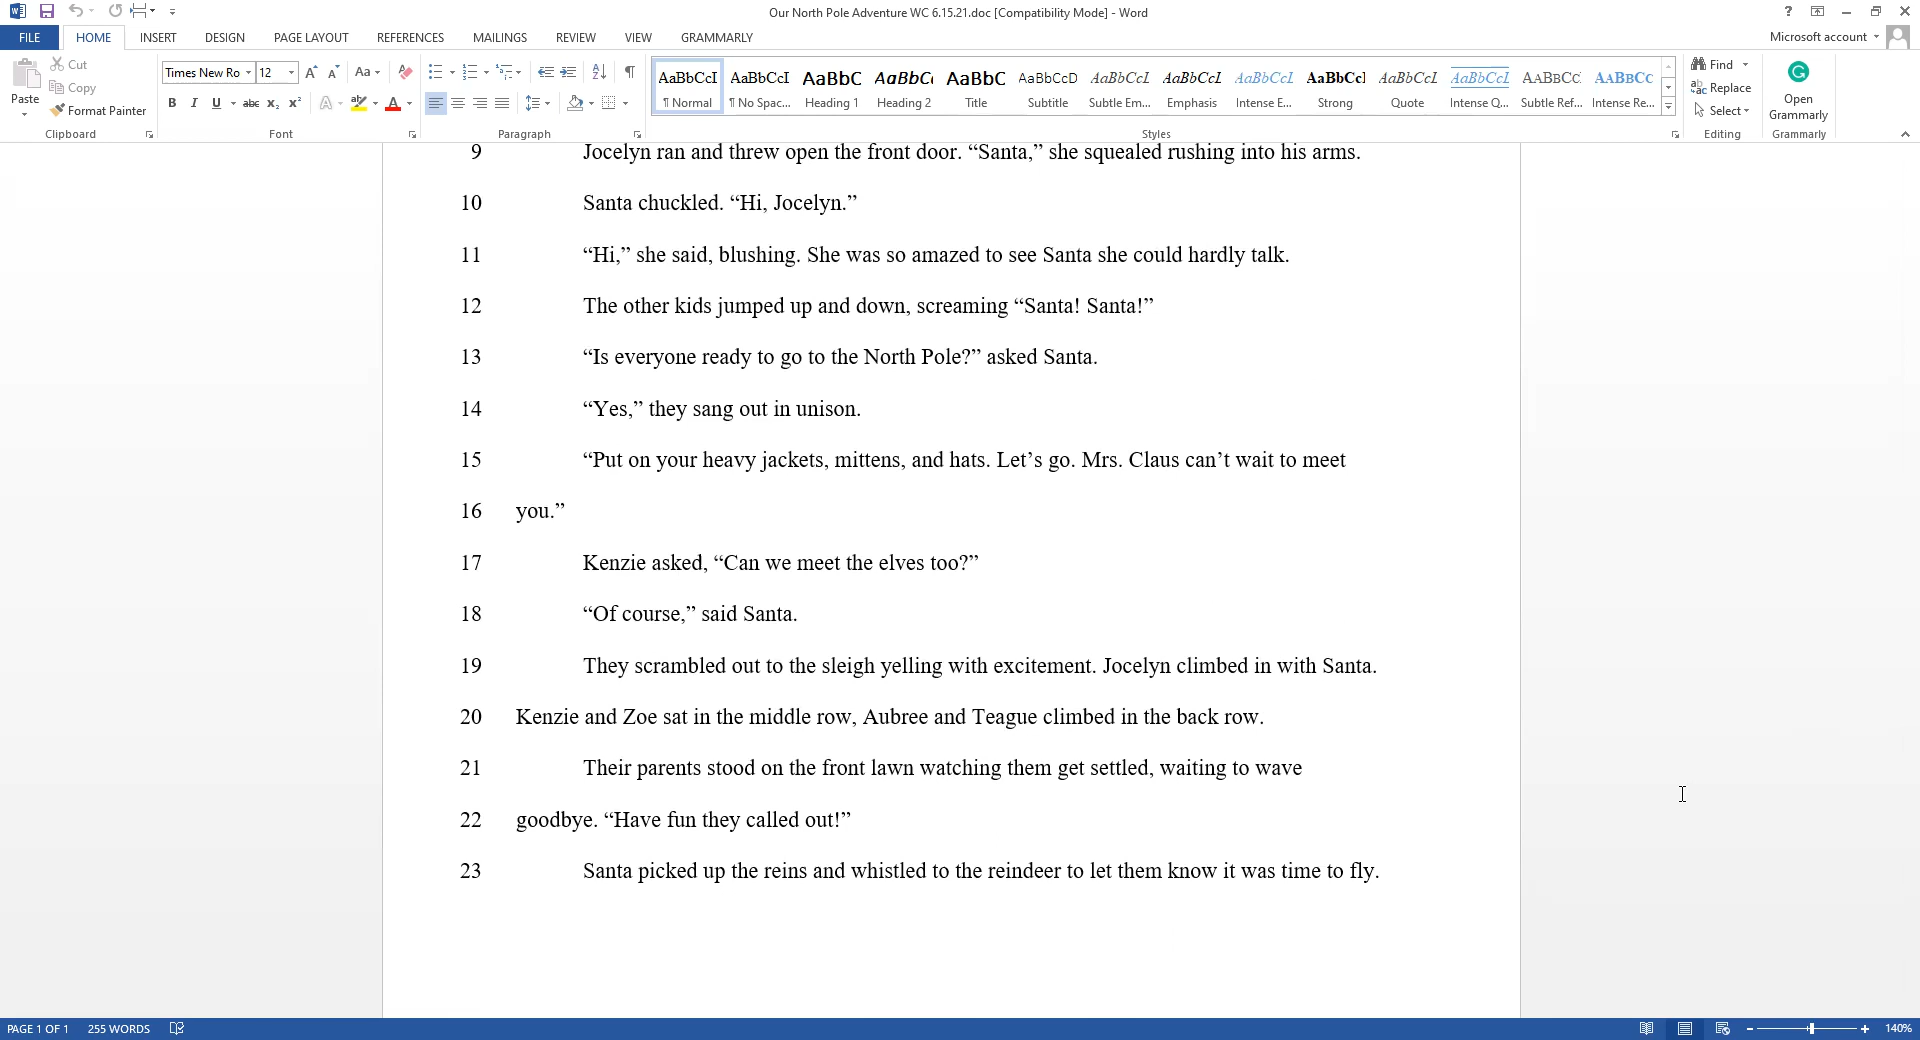 Our North Pole Adventure WC 6.15.21.doc [Compatibility Mode] - Word
?
FILE HOME INSERT DESIGN PAGE LAYOUT REFERENCES MAILINGS REVIEW VIEW GRAMMARLY Microsoft account
Paste
Cut
Copy
Format Painter
Clipboard
Times New Ro 12
Font
Paragraph
AaBbCcI AaBbCcI AaBbC AaBbC AaBbC AaBbCcD AaBbCcI AaBbCcI AaBbCcI AaBbCcI AaBbCcI AaBbCcI AABBCC AABBCC
¶ Normal ¶ No Spac... Heading 1 Heading 2 Title Subtitle Subtle Em... Emphasis Intense E... Strong Quote Intense Q... Subtle Ref... Intense Re...
Styles
Find
Replace
Select
Editing
Open
Grammarly
Grammarly
9 Jocelyn ran and threw open the front door. “Santa,” she squealed rushing into his arms.
10 Santa chuckled. “Hi, Jocelyn.”
11 “Hi,” she said, blushing. She was so amazed to see Santa she could hardly talk.
12 The other kids jumped up and down, screaming “Santa! Santa!”
13 “Is everyone ready to go to the North Pole?” asked Santa.
14 “Yes,” they sang out in unison.
15 “Put on your heavy jackets, mittens, and hats. Let’s go. Mrs. Claus can’t wait to meet
16 you.”
17 Kenzie asked, “Can we meet the elves too?”
18 “Of course,” said Santa.
19 They scrambled out to the sleigh yelling with excitement. Jocelyn climbed in with Santa.
20 Kenzie and Zoe sat in the middle row, Aubree and Teague climbed in the back row.
21 Their parents stood on the front lawn watching them get settled, waiting to wave
22 goodbye. “Have fun they called out!”
23 Santa picked up the reins and whistled to the reindeer to let them know it was time to fly.
PAGE 1 OF 1 255 WORDS 140%